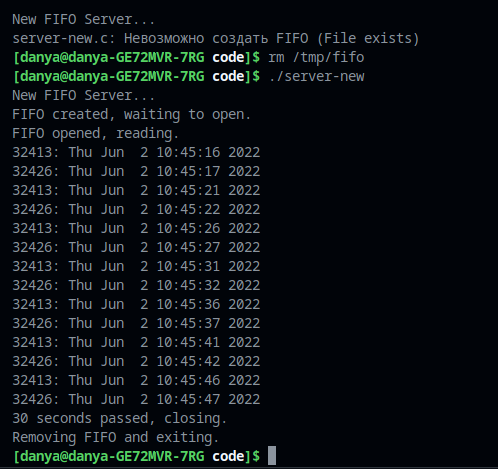 New FIFO Server...
server-new.c: Невозможно создать FIFO (File exists)
[danya@danya-GE72MVR-7RG code]$ rm /tmp/fifo
[danya@danya-GE72MVR-7RG code]$ ./server-new
New FIFO Server...
FIFO created, waiting to open.
FIFO opened, reading.
32413: Thu Jun  2 10:45:16 2022
32426: Thu Jun  2 10:45:17 2022
32413: Thu Jun  2 10:45:21 2022
32426: Thu Jun  2 10:45:22 2022
32413: Thu Jun  2 10:45:26 2022
32426: Thu Jun  2 10:45:27 2022
32413: Thu Jun  2 10:45:31 2022
32426: Thu Jun  2 10:45:32 2022
32413: Thu Jun  2 10:45:36 2022
32426: Thu Jun  2 10:45:37 2022
32413: Thu Jun  2 10:45:41 2022
32426: Thu Jun  2 10:45:42 2022
32413: Thu Jun  2 10:45:46 2022
32426: Thu Jun  2 10:45:47 2022
30 seconds passed, closing.
Removing FIFO and exiting.
[danya@danya-GE72MVR-7RG code]$